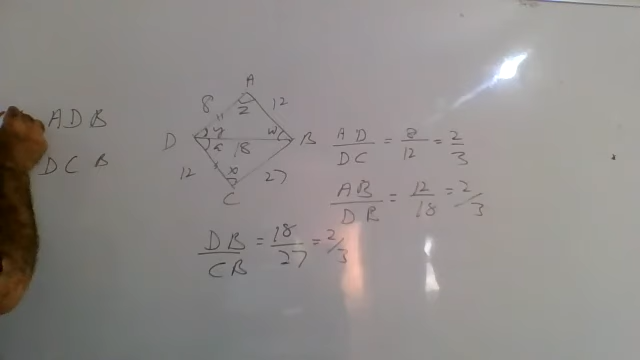 ADB
DCB
A
8 12
z
D y w B
18
a
12 x 27
C
AD/DC = 8/12 = 2/3
AB/DB = 12/18 = 2/3
DB/CB = 18/27 = 2/3